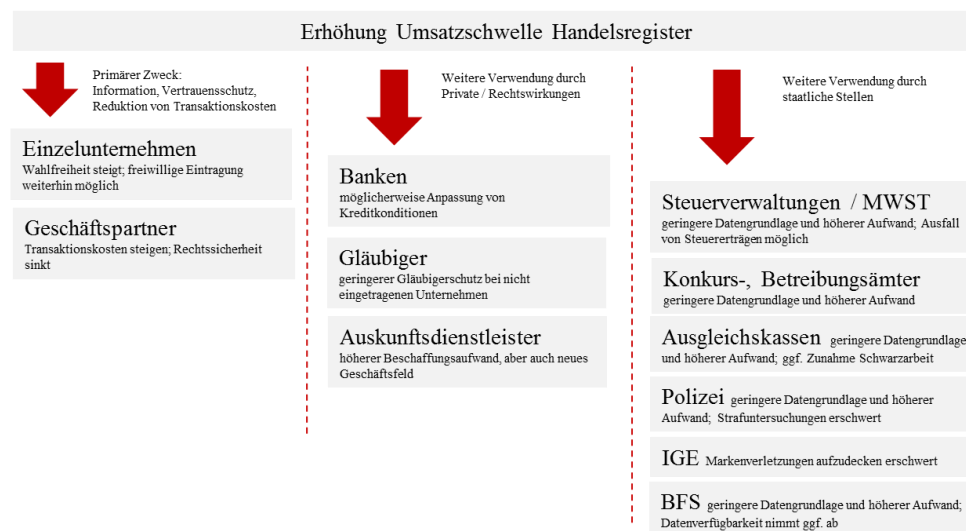 Erhöhung Umsatzschwelle Handelsregister
Primärer Zweck:
Information, Vertrauensschutz,
Reduktion von Transaktionskosten
Einzelunternehmen
Wahlfreiheit steigt; freiwillige Eintragung
weiterhin möglich
Geschäftspartner
Transaktionskosten steigen; Rechtssicherheit
sinkt
Weitere Verwendung durch
Private / Rechtswirkungen
Banken
möglicherweise Anpassung von
Kreditkonditionen
Gläubiger
geringerer Gläubigerschutz bei nicht
eingetragenen Unternehmen
Auskunftsdienstleister
höherer Beschaffungsaufwand, aber auch neues
Geschäftsfeld
Weitere Verwendung durch
staatliche Stellen
Steuerverwaltungen / MWST
geringere Datengrundlage und höherer Aufwand; Ausfall
von Steuererträgen möglich
Konkurs-, Betreibungsämter
geringere Datengrundlage und höherer Aufwand
Ausgleichskassen geringere Datengrundlage
und höherer Aufwand; ggf. Zunahme Schwarzarbeit
Polizei geringere Datengrundlage und höherer
Aufwand; Strafuntersuchungen erschwert
IGE Markenverletzungen aufzudecken erschwert
BFS geringere Datengrundlage und höherer Aufwand;
Datenverfügbarkeit nimmt ggf. ab